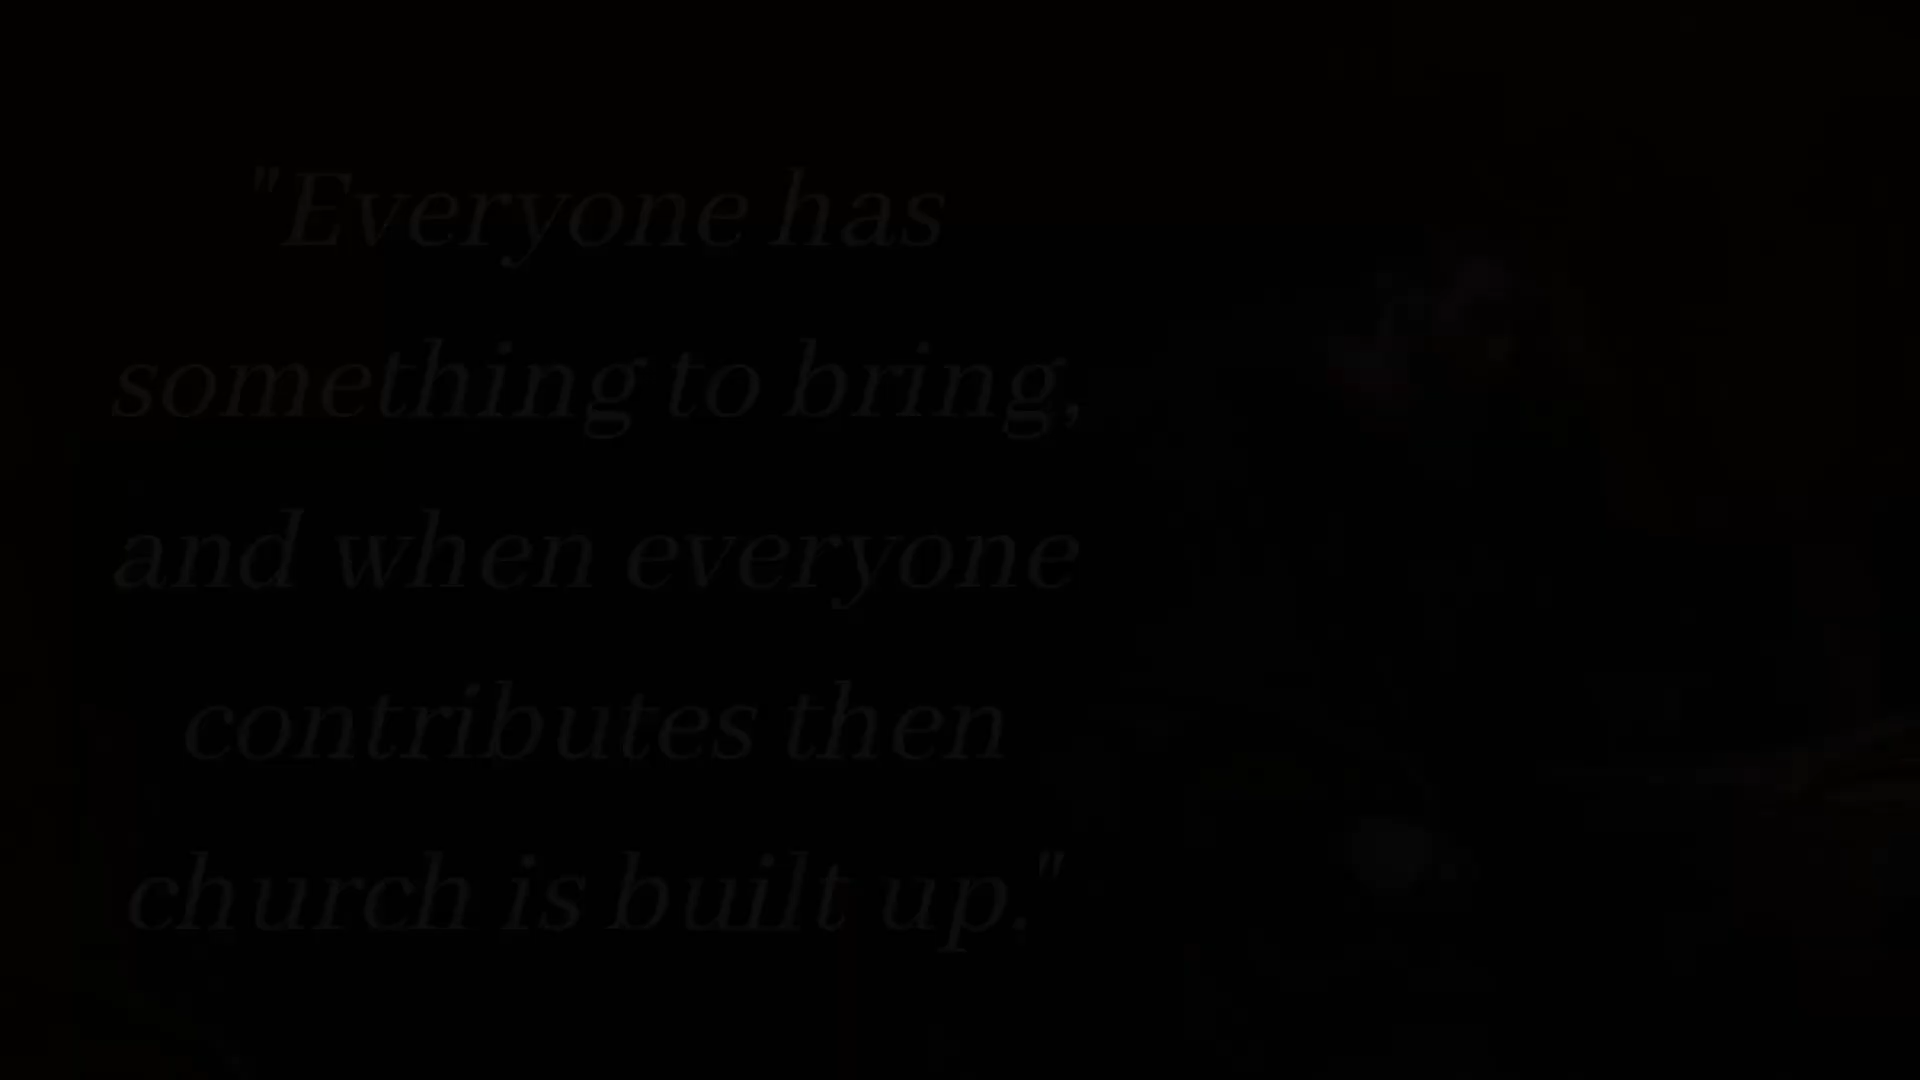 "Everyone has
something to bring,
and when everyone
contributes then
church is built up."